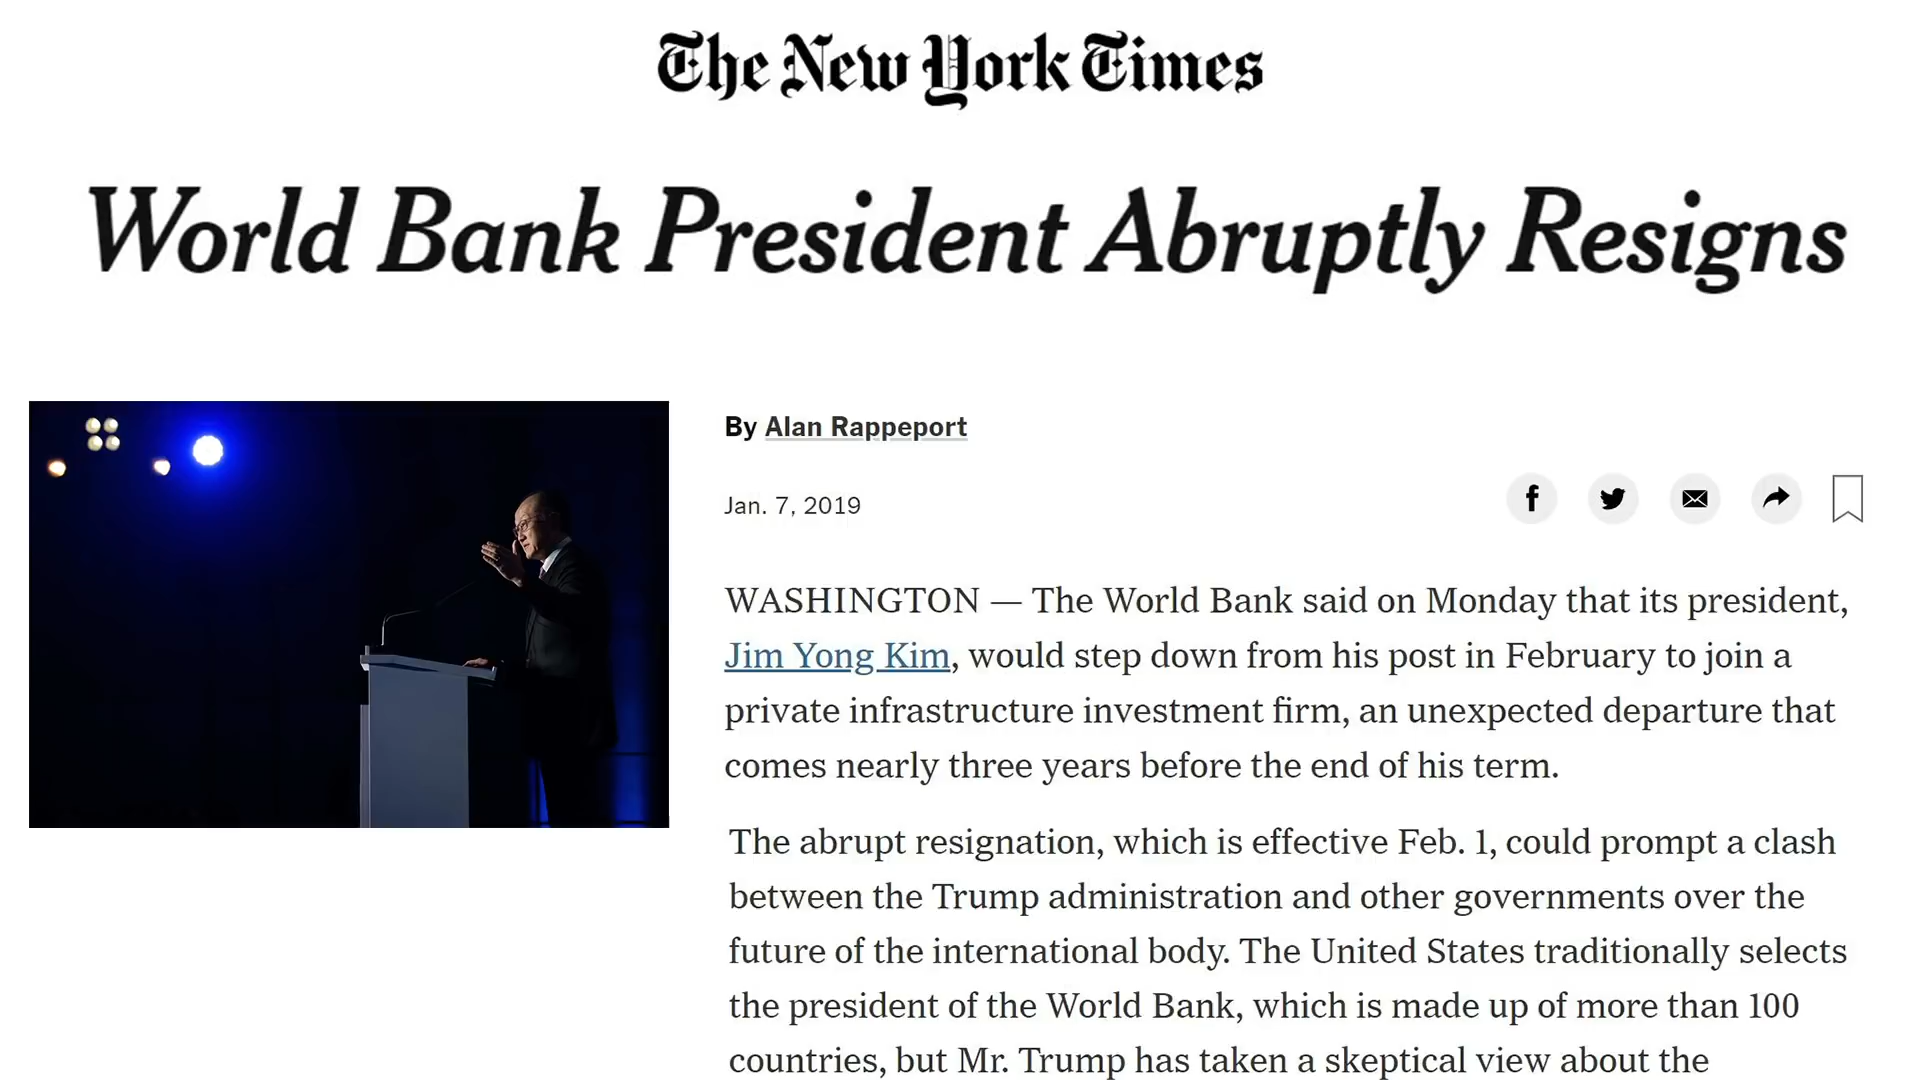 The New York Times
World Bank President Abruptly Resigns
By Alan Rappeport
Jan. 7, 2019
WASHINGTON — The World Bank said on Monday that its president,
Jim Yong Kim, would step down from his post in February to join a
private infrastructure investment firm, an unexpected departure that
comes nearly three years before the end of his term.
The abrupt resignation, which is effective Feb. 1, could prompt a clash
between the Trump administration and other governments over the
future of the international body. The United States traditionally selects
the president of the World Bank, which is made up of more than 100
countries, but Mr. Trump has taken a skeptical view about the